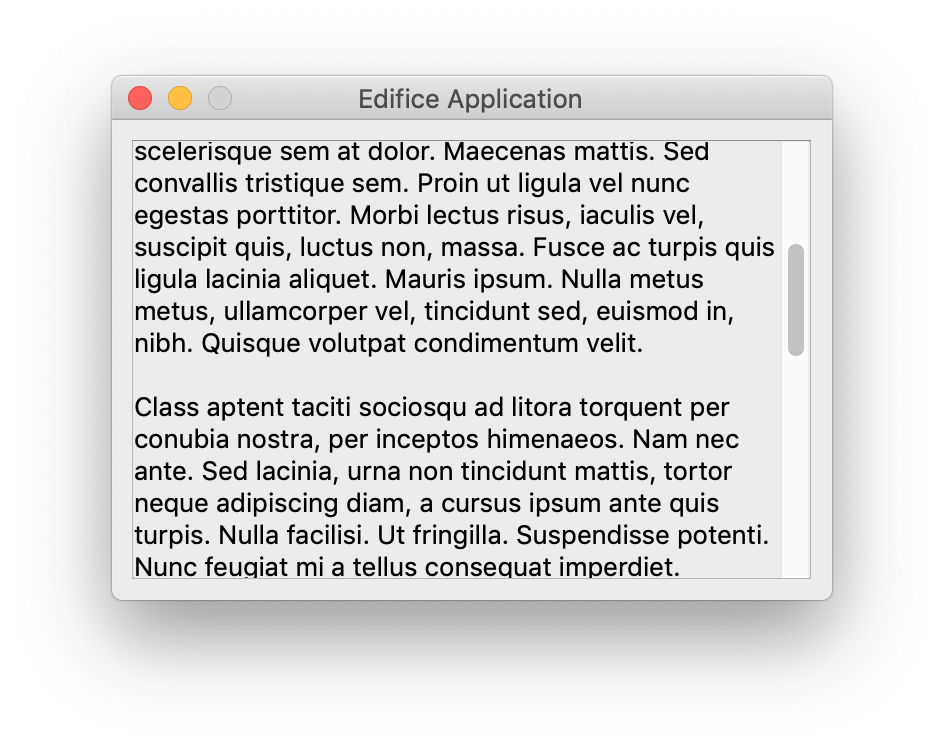 Edifice Application
scelerisque sem at dolor. Maecenas mattis. Sed
convallis tristique sem. Proin ut ligula vel nunc
egestas porttitor. Morbi lectus risus, iaculis vel,
suscipit quis, luctus non, massa. Fusce ac turpis quis
ligula lacinia aliquet. Mauris ipsum. Nulla metus
metus, ullamcorper vel, tincidunt sed, euismod in,
nibh. Quisque volutpat condimentum velit.
Class aptent taciti sociosqu ad litora torquent per
conubia nostra, per inceptos himenaeos. Nam nec
ante. Sed lacinia, urna non tincidunt mattis, tortor
neque adipiscing diam, a cursus ipsum ante quis
turpis. Nulla facilisi. Ut fringilla. Suspendisse potenti.
Nunc feugiat mi a tellus consequat imperdiet.